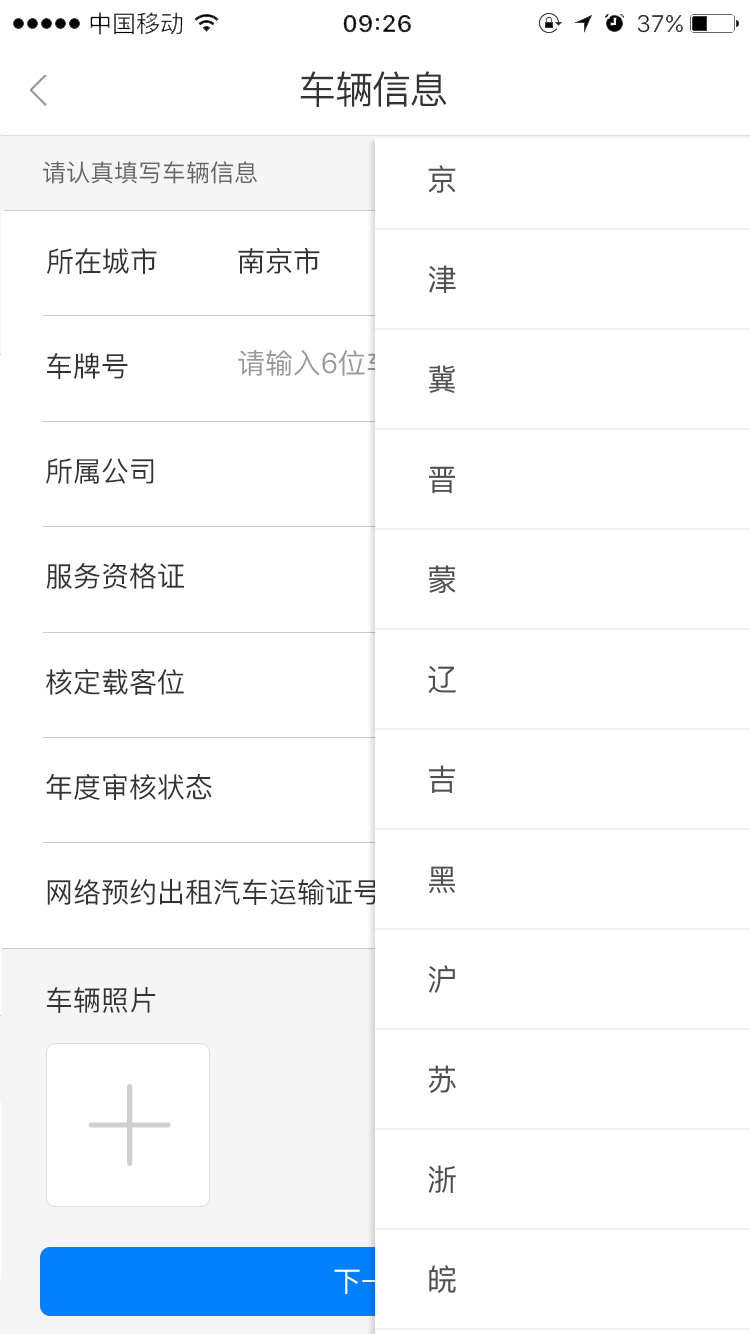 中国移动 09:26 37%
车辆信息
请认真填写车辆信息
所在城市 南京市
车牌号 请输入6位
所属公司
服务资格证
核定载客位
年度审核状态
网络预约出租汽车运输证号
车辆照片
下一
京
津
冀
晋
蒙
辽
吉
黑
沪
苏
浙
皖